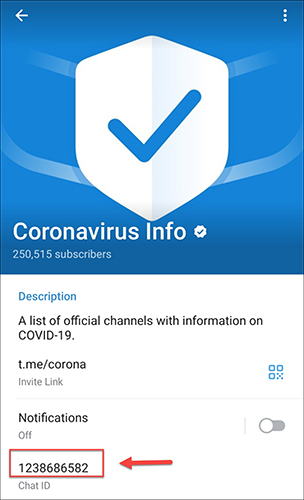 Coronavirus Info
250,515 subscribers
Description
A list of official channels with information on
COVID-19.
t.me/corona
Invite Link
Notifications
Off
1238686582
Chat ID